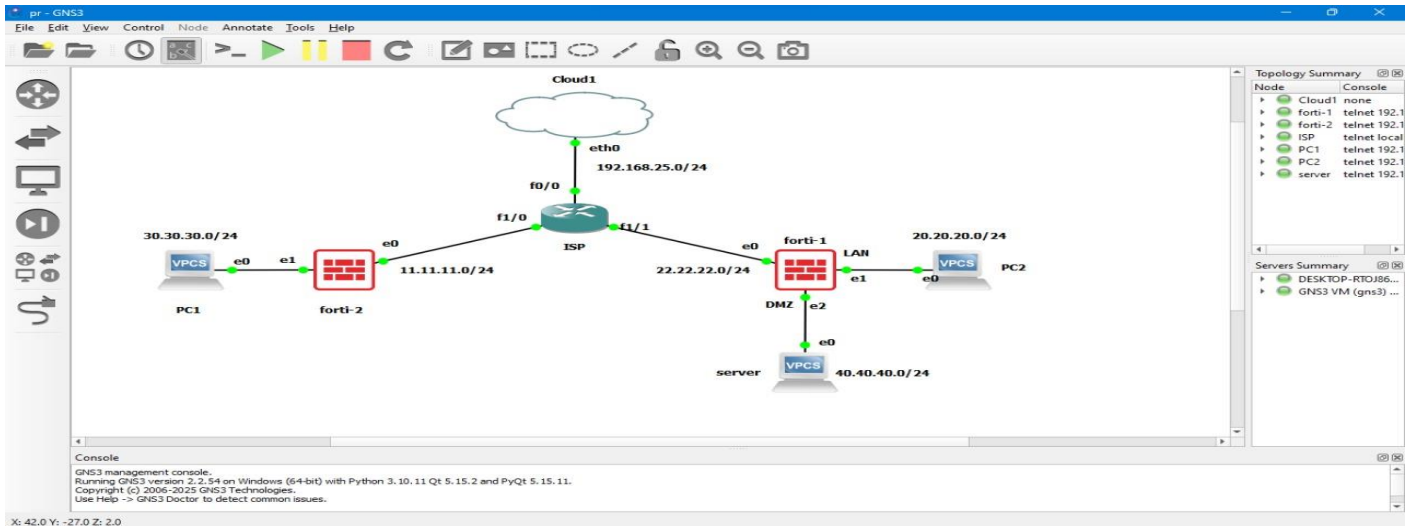 pr - GNS3
File Edit View Control Node Annotate Tools Help
Cloud1
eth0
192.168.25.0/24
f0/0
f1/0
f1/1
ISP
30.30.30.0/24
VPCS
e0
e1
e0
11.11.11.0/24
PC1
forti-2
forti-1
e0
LAN
20.20.20.0/24
22.22.22.0/24
e1
e0
VPCS
PC2
DMZ
e2
e0
server
VPCS
40.40.40.0/24
Topology Summary
Node Console
Cloud1 none
forti-1 telnet 192.1
forti-2 telnet 192.1
ISP telnet local
PC1 telnet 192.1
PC2 telnet 192.1
server telnet 192.1
Servers Summary
DESKTOP-RTOJ86...
GNS3 VM (gns3) ...
Console
GNS3 management console.
Running GNS3 version 2.2.54 on Windows (64-bit) with Python 3.10.11 Qt 5.15.2 and PyQt 5.15.11.
Copyright (c) 2006-2025 GNS3 Technologies.
Use Help -> GNS3 Doctor to detect common issues.
X: 42.0 Y: -27.0 Z: 2.0